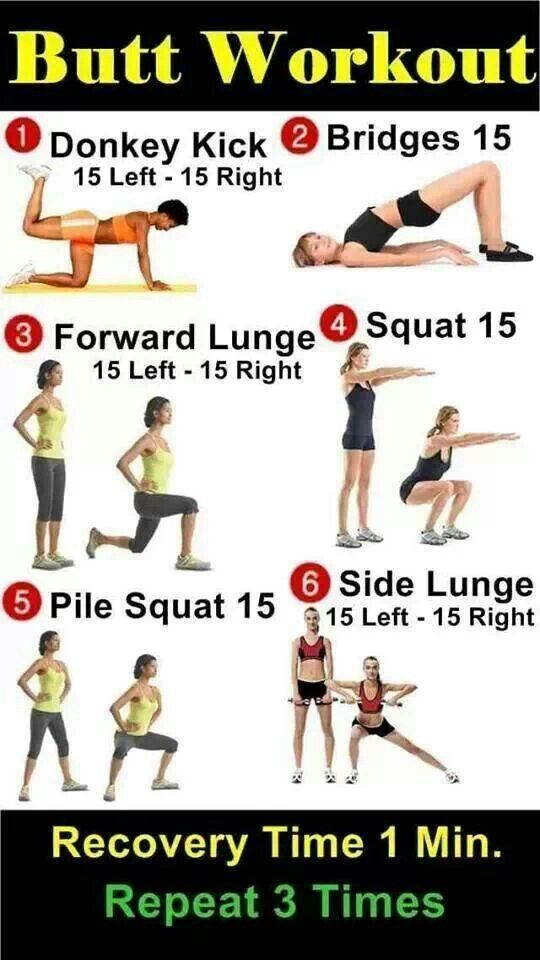 Butt Workout
1 Donkey Kick
15 Left - 15 Right
2 Bridges 15
3 Forward Lunge
15 Left - 15 Right
4 Squat 15
5 Pile Squat 15
6 Side Lunge
15 Left - 15 Right
Recovery Time 1 Min.
Repeat 3 Times